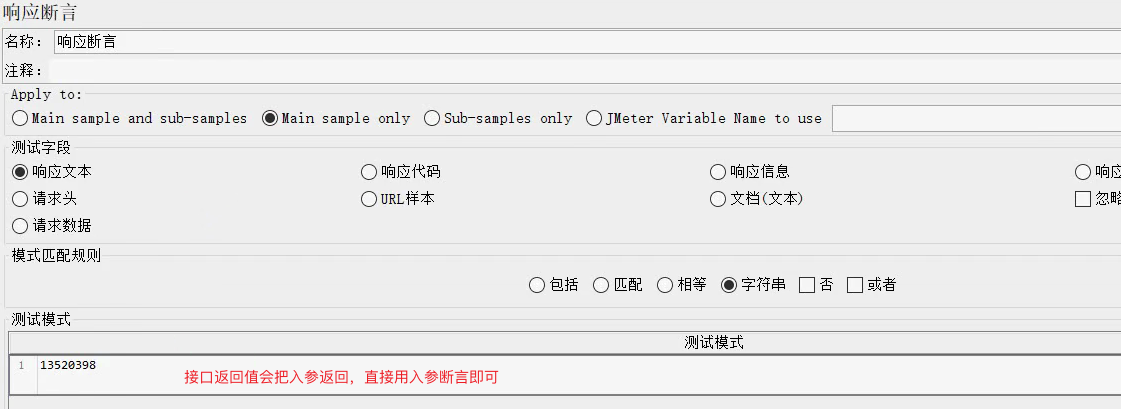 响应断言
名称： 响应断言
注释：
Apply to:
Main sample and sub-samples Main sample only Sub-samples only JMeter Variable Name to use
测试字段
响应文本 响应代码 响应信息 响应
请求头 URL样本 文档(文本) 忽略
请求数据
模式匹配规则
包括 匹配 相等 字符串 否 或者
测试模式
测试模式
1 13520398
接口返回值会把入参返回，直接用入参断言即可